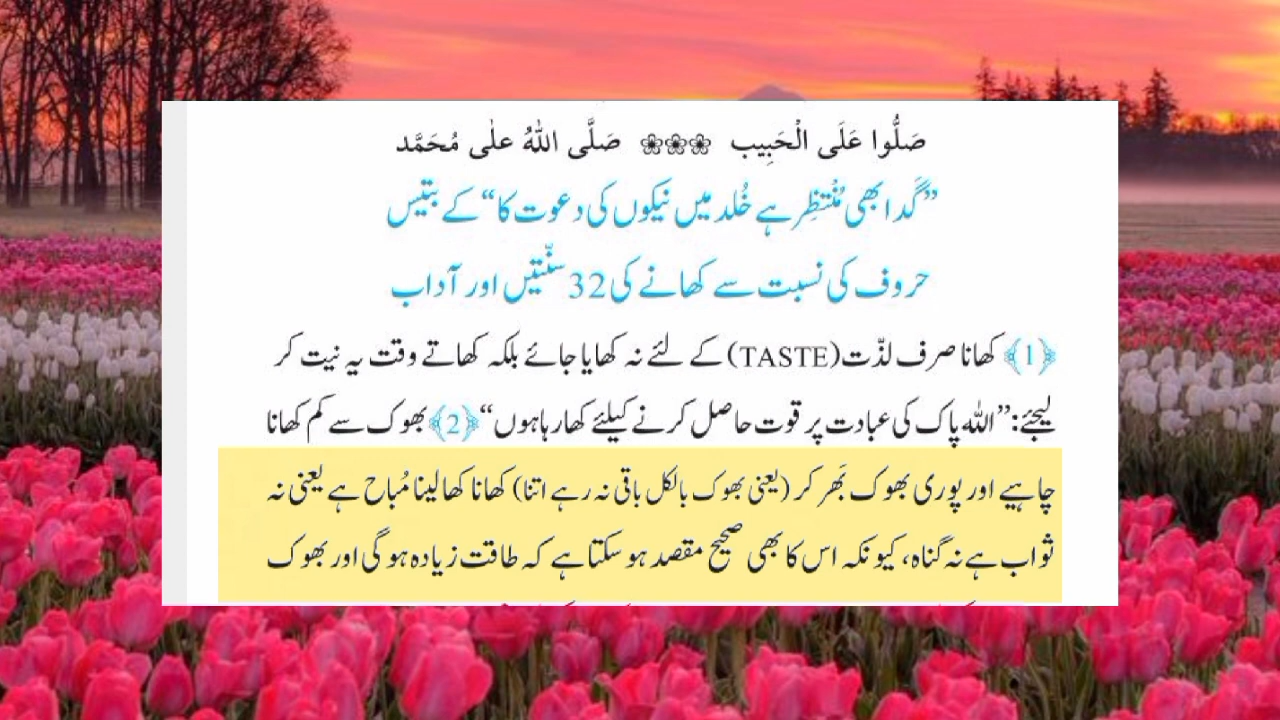 صَلُّوا عَلَى الْحَبِيب ❀❀❀ صَلَّى اللهُ علٰى مُحَمَّد
”گدا بھی مُنْتَظِر ہے خُلد میں نیکوں کی دعوت کا“ کے بتیس
حروف کی نسبت سے کھانے کی 32 سنّتیں اور آداب
﴿1﴾ کھانا صرف لذّت (TASTE) کے لئے نہ کھایا جائے بلکہ کھاتے وقت یہ نیت کر
لیجئے: ”اللہ پاک کی عبادت پر قوت حاصل کرنے کیلئے کھا رہا ہوں“ ﴿2﴾ بھوک سے کم کھانا
چاہیے اور پوری بھوک بَھر کر (یعنی بھوک بالکل باقی نہ رہے اتنا) کھانا کھا لینا مُباح ہے یعنی نہ
ثواب ہے نہ گناہ، کیونکہ اس کا بھی صحیح مقصد ہو سکتا ہے کہ طاقت زیادہ ہو گی اور بھوک